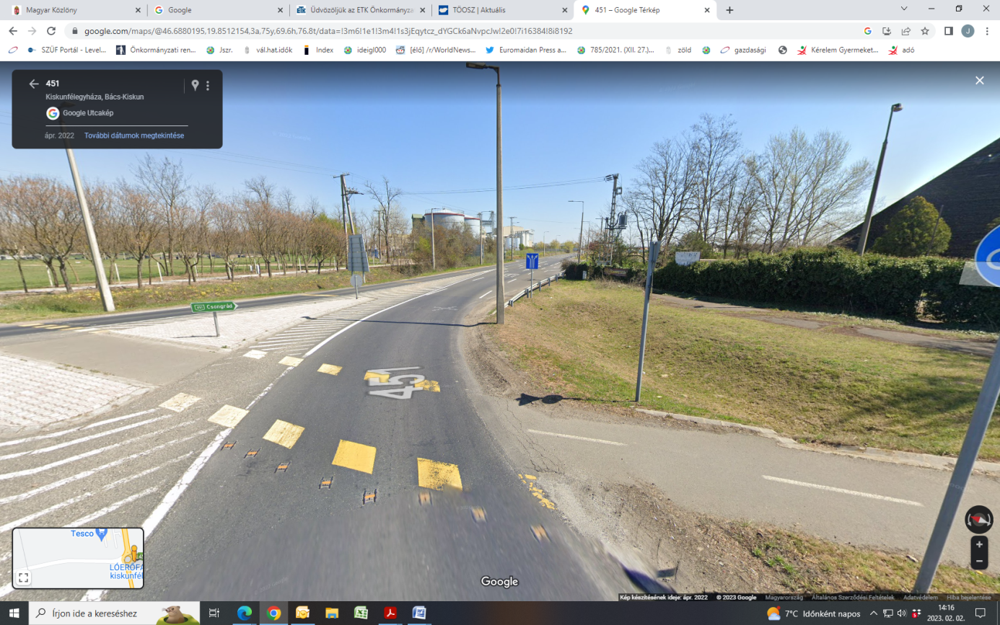 Magyar Közlöny
Google
Üdvözöljük az ETK Önkormányza
TÖOSZ | Aktuális
451 – Google Térkép
google.com/maps/@46.6880195,19.8512154,3a,75y,69.6h,76.8t/data=!3m6!1e1!3m4!1s3jEqytcz_dYGCk6aNvpcJw!2e0!7i16384!8i8192
SZÜF Portál - Level...
Önkormányzati ren...
Jszr.
vál.hat.idők
Index
ideigl000
[élő] /r/WorldNews...
Euromaidan Press a...
785/2021. (XII. 27.)...
zöld
gazdasági
Kérelem Gyermeket...
adó
451
Kiskunfélegyháza, Bács-Kiskun
Google Utcakép
ápr. 2022 További dátumok megtekintése
451 Csongrád
451
Tesco
LÓERŐFA
kiskunfél
Google
Kép készítésének ideje: ápr. 2022 © 2023 Google Magyarország Általános Szerződési Feltételek Adatvédelem Hiba bejelentése
Írjon ide a kereséshez
7°C Időnként napos
14:16
2023. 02. 02.